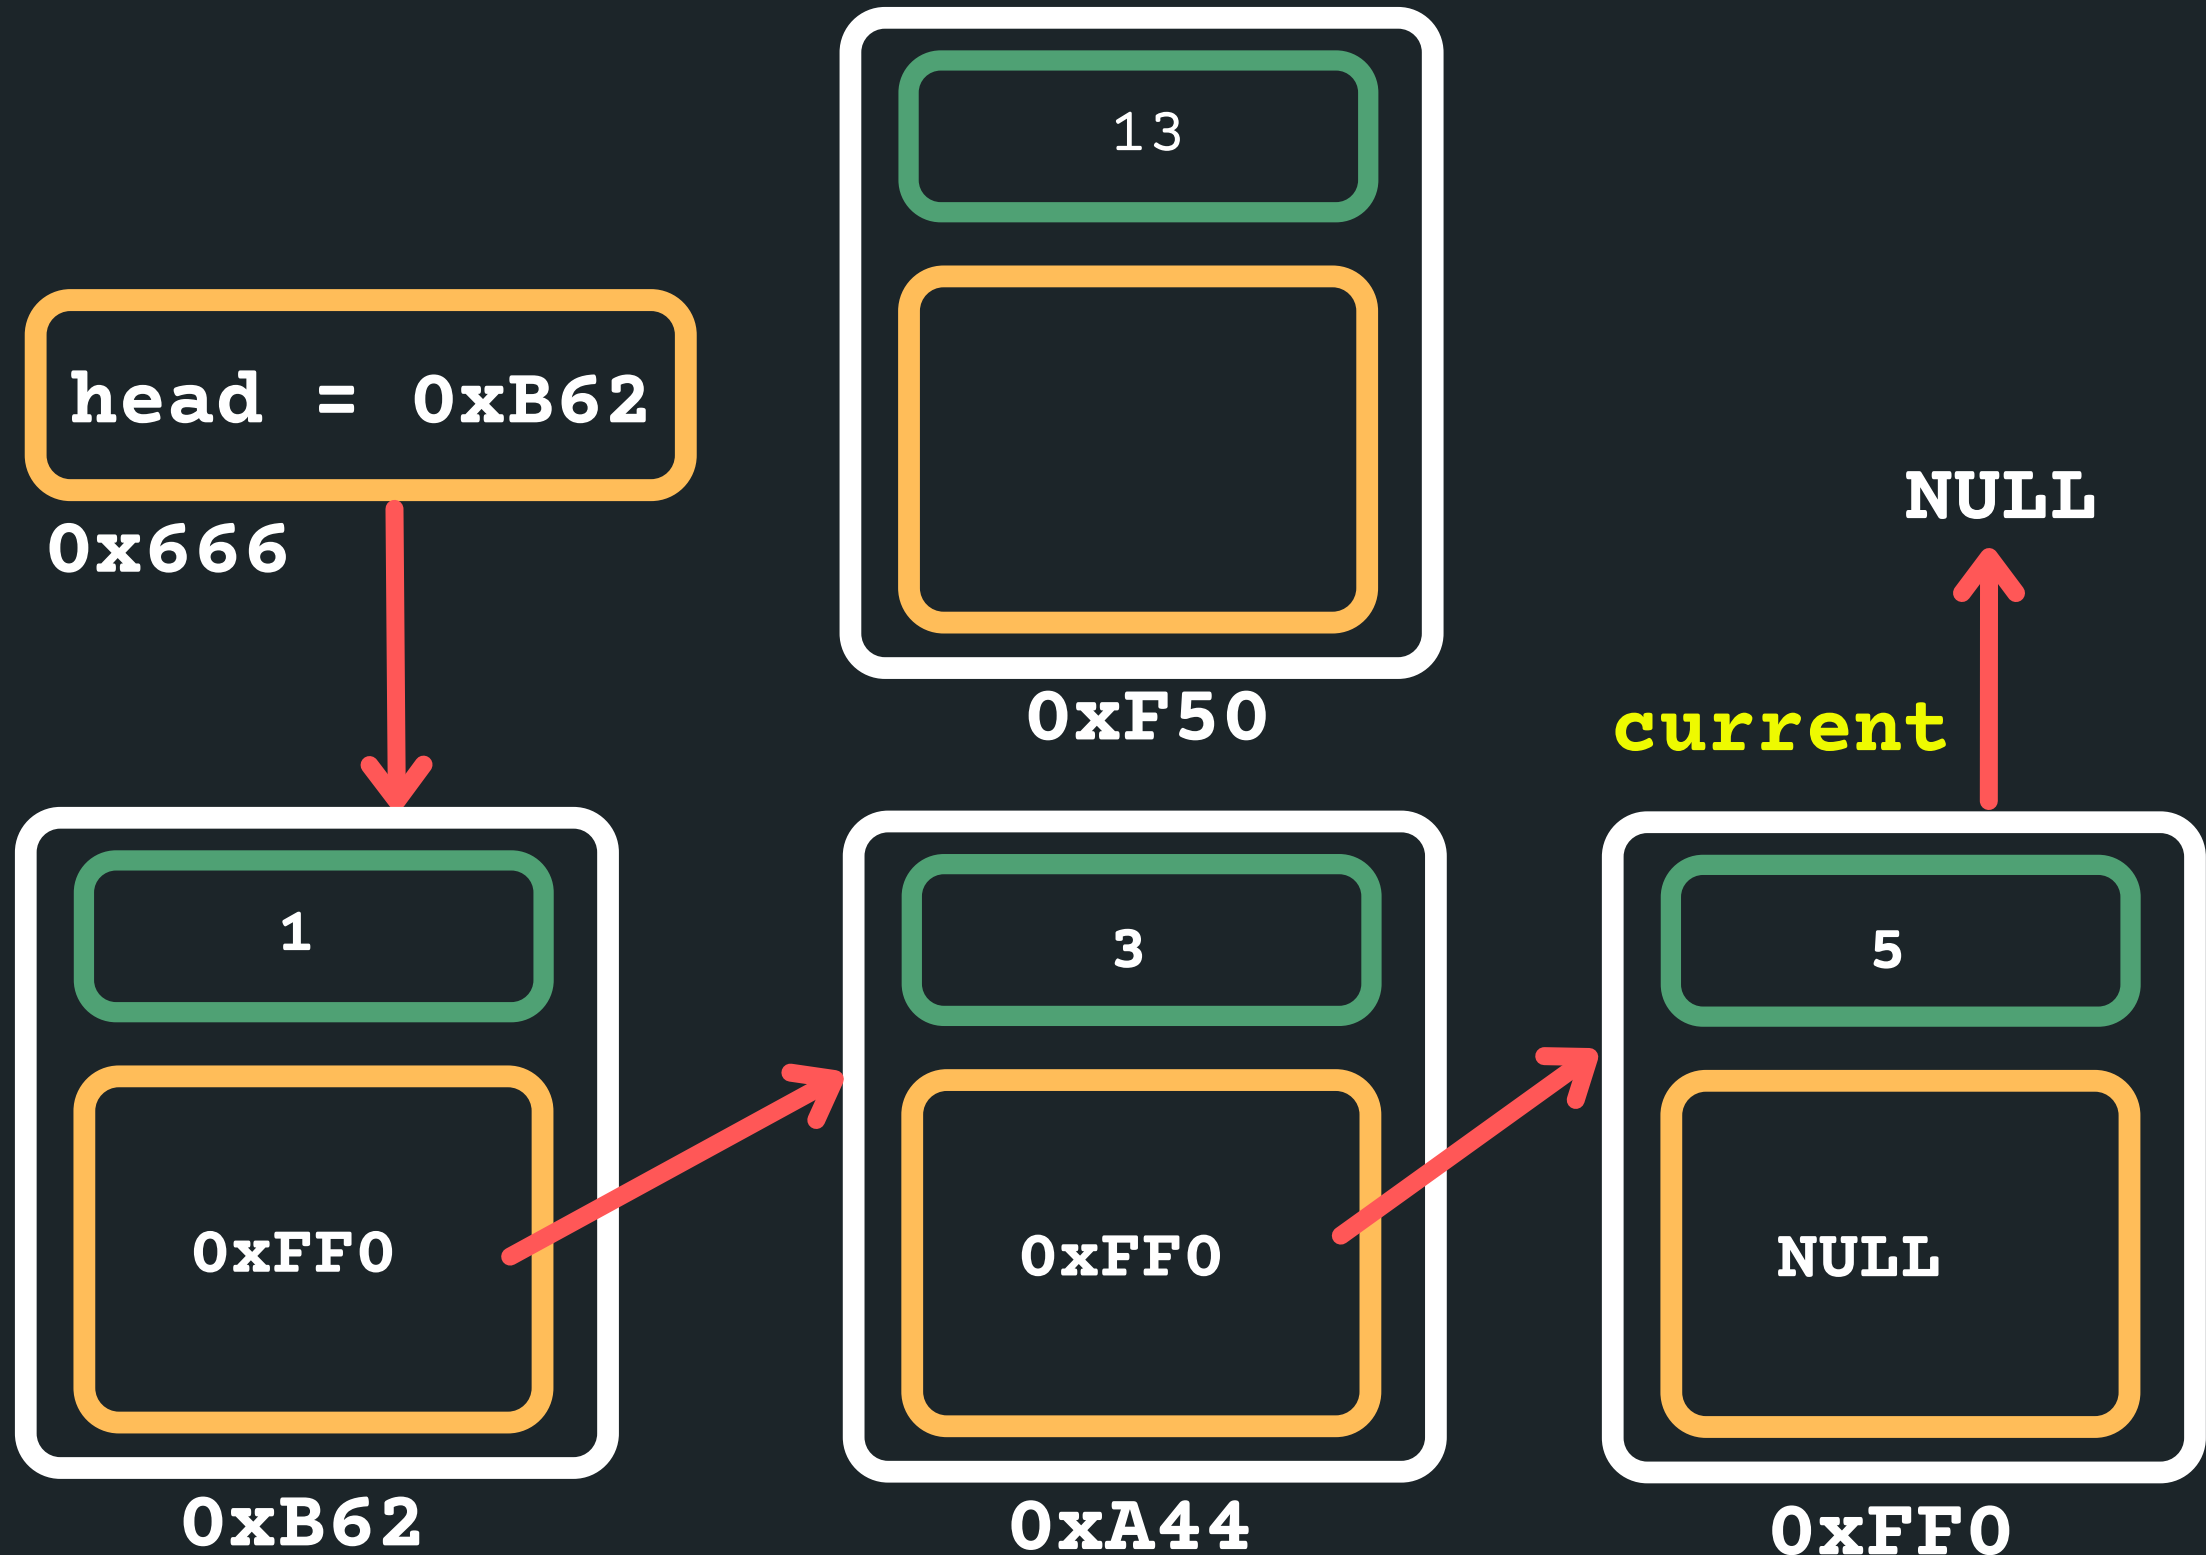 13
head = 0xB62
0x666
0xF50
NULL
current
1
3
5
0xFF0
0xFF0
NULL
0xB62
0xA44
0xFF0